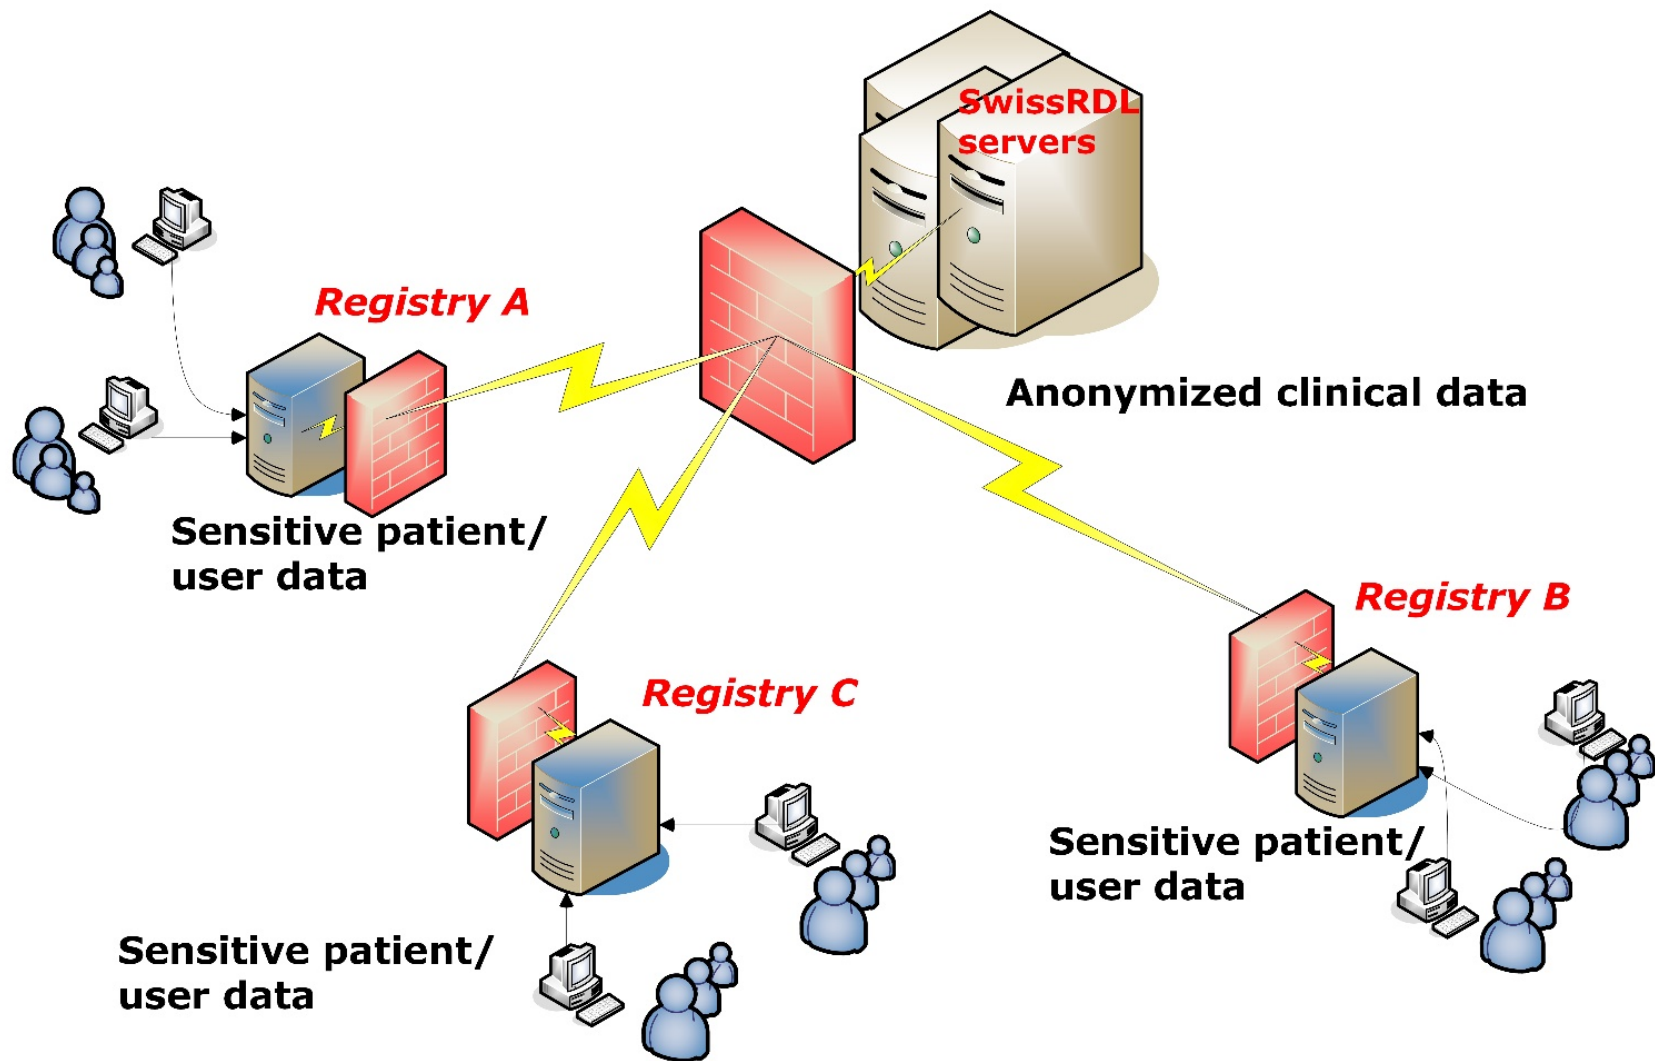 SwissRDL
servers
Registry A
Anonymized clinical data
Sensitive patient/
user data
Registry B
Registry C
Sensitive patient/
user data
Sensitive patient/
user data